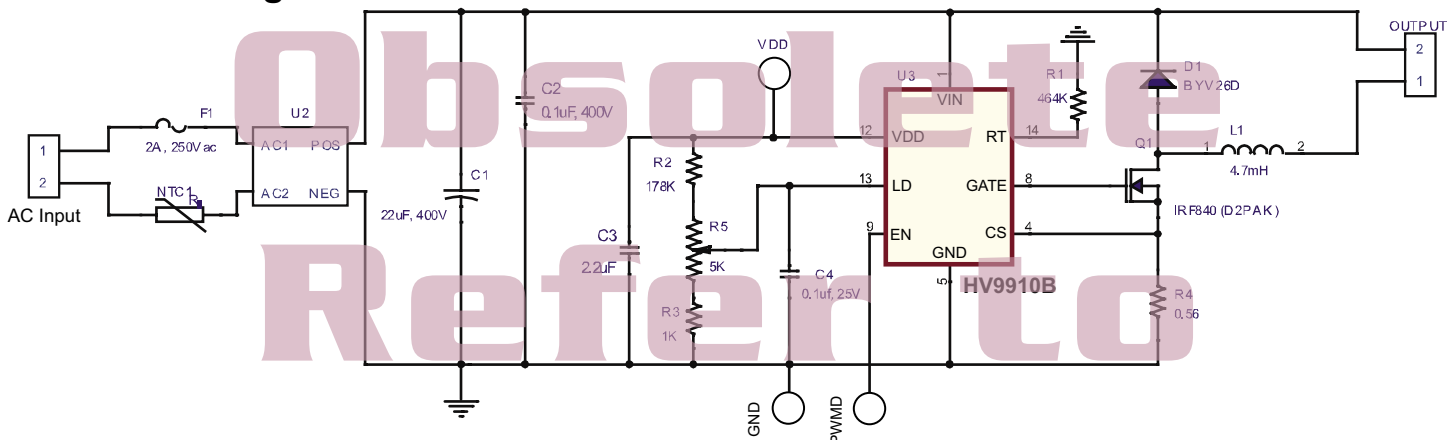 OUTPUT
2
1
VDD
U3
1
VIN
R1
464K
D1
BYV26D
C2
0.1uF, 400V
F1
2A, 250Vac
U2
AC1 POS
AC2 NEG
1
2
AC Input
NTC1
R
C1
22uF, 400V
12 VDD
RT 14
13 LD
GATE 8
9 EN
CS 4
GND
5
HV9910B
Q1
IRF840 (D2PAK)
1 L1 2
4.7mH
R2
178K
R5
5K
R3
1K
C3
2.2uF
C4
0.1uf, 25V
R4
0.56
GND
PWMD
Obsolete
Refer to